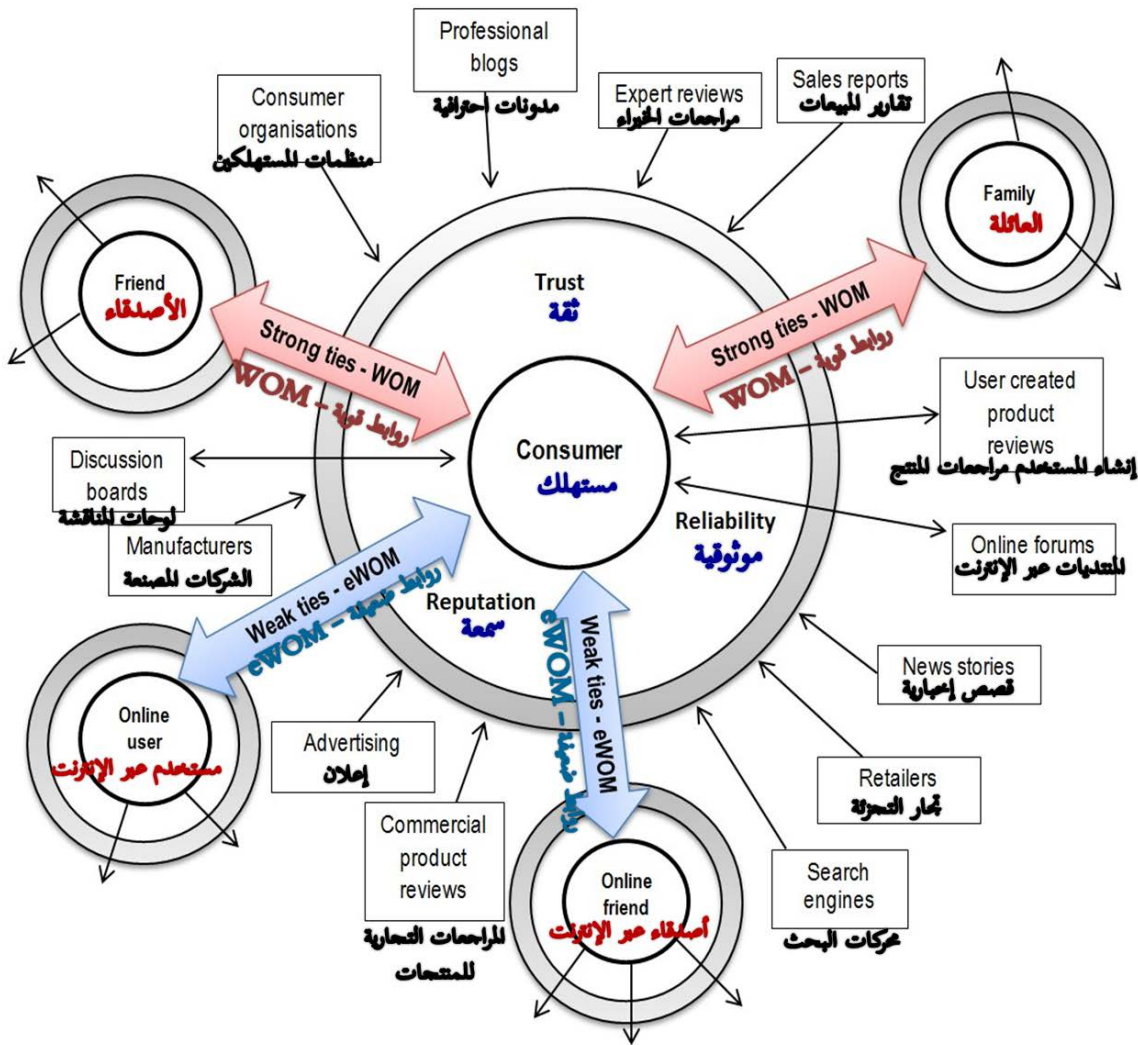 Professional
blogs
مدونات احترافية
Consumer
organisations
منظمات المستهلكين
Expert reviews
مراجعات الخبراء
Sales reports
تقارير المبيعات
Family
العائلة
Friend
الأصدقاء
Trust
ثقة
Strong ties - WOM
روابط قوية – WOM
Strong ties - WOM
روابط قوية – WOM
Consumer
مستهلك
User created
product
reviews
إنشاء المستخدم مراجعات المنتج
Discussion
boards
لوحات المناقشة
Manufacturers
الشركات المصنعة
Reliability
موثوقية
Online forums
المنتديات عبر الإنترنت
Weak ties - eWOM
روابط ضعيفة – eWOM
Reputation
سمعة
Weak ties - eWOM
روابط ضعيفة – eWOM
News stories
قصص إخبارية
Online
user
مستخدم عبر الإنترنت
Advertising
إعلان
Retailers
تجار التجزئة
Commercial
product
reviews
المراجعات التجارية
للمنتجات
Online
friend
أصدقاء عبر الإنترنت
Search
engines
محركات البحث